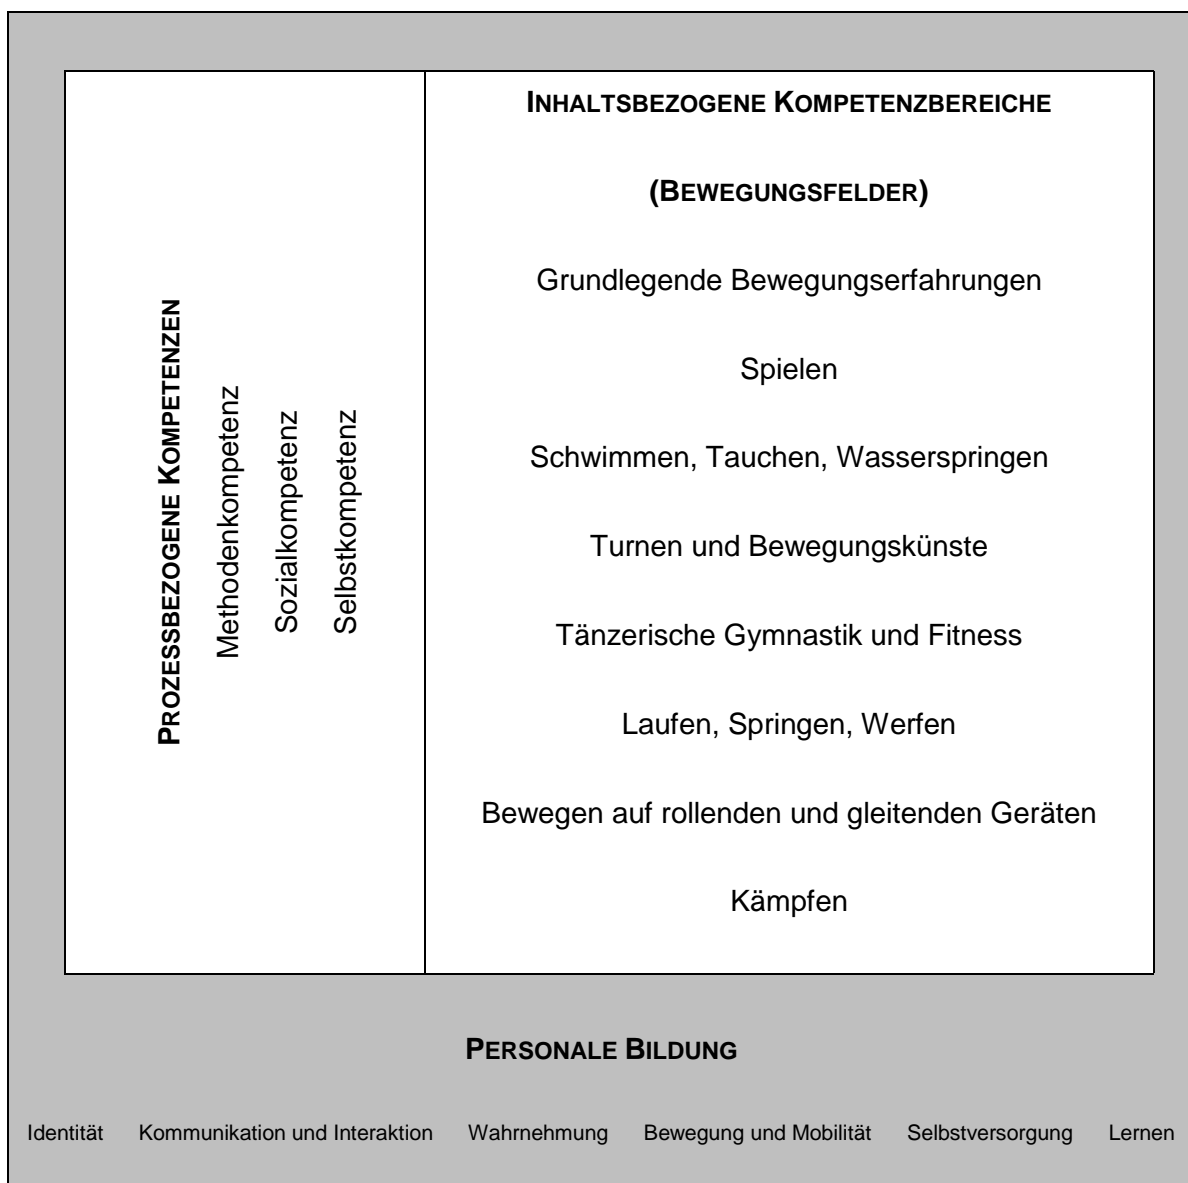 PROZESSBEZOGENE KOMPETENZEN
Methodenkompetenz
Sozialkompetenz
Selbstkompetenz
INHALTSBEZOGENE KOMPETENZBEREICHE
(BEWEGUNGSFELDER)
Grundlegende Bewegungserfahrungen
Spielen
Schwimmen, Tauchen, Wasserspringen
Turnen und Bewegungskünste
Tänzerische Gymnastik und Fitness
Laufen, Springen, Werfen
Bewegen auf rollenden und gleitenden Geräten
Kämpfen
PERSONALE BILDUNG
Identität Kommunikation und Interaktion Wahrnehmung Bewegung und Mobilität Selbstversorgung Lernen